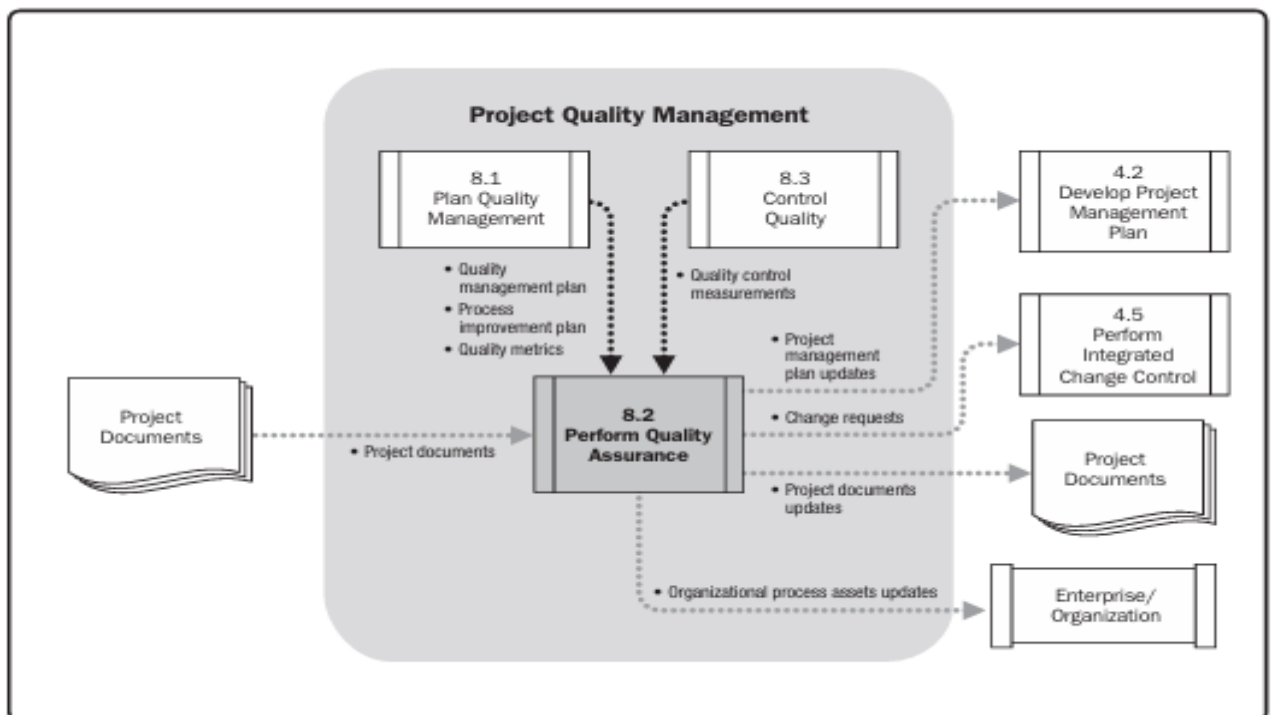 Project Quality Management
8.1
Plan Quality
Management
8.3
Control
Quality
4.2
Develop Project
Management
Plan
• Quality
management plan
• Process
improvement plan
• Quality metrics
• Quality control
measurements
4.5
Perform
Integrated
Change Control
• Project
management
plan updates
Project
Documents
• Project documents
8.2
Perform Quality
Assurance
• Change requests
Project
Documents
• Project documents
updates
• Organizational process assets updates
Enterprise/
Organization